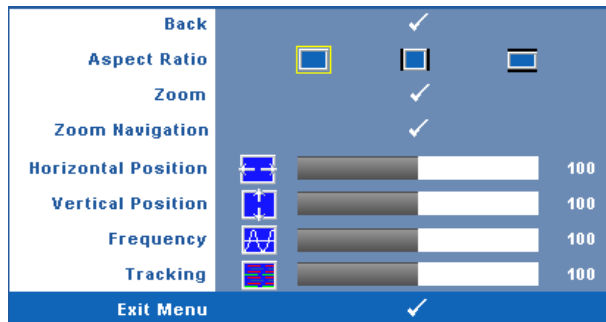 Back
Aspect Ratio
Zoom
Zoom Navigation
Horizontal Position 100
Vertical Position 100
Frequency 100
Tracking 100
Exit Menu